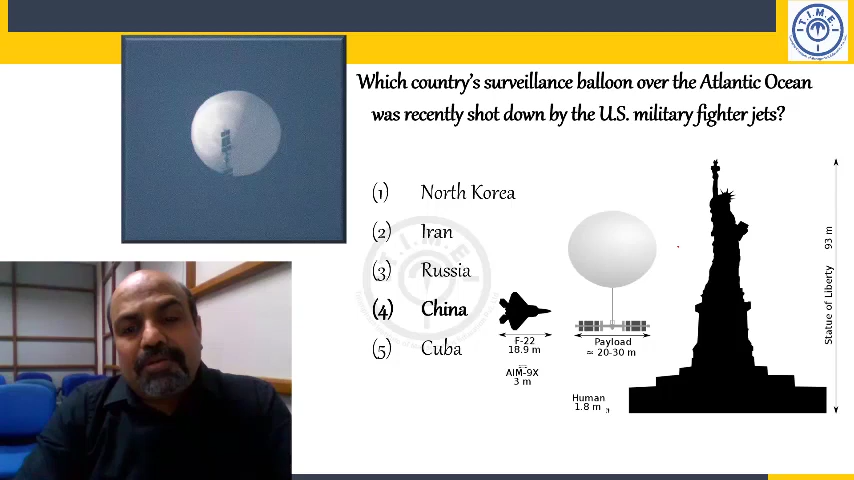 T.I.M.E.
Which country's surveillance balloon over the Atlantic Ocean
was recently shot down by the U.S. military fighter jets?
(1) North Korea
(2) Iran
(3) Russia
(4) China
(5) Cuba
F-22
18.9 m
AIM-9X
3 m
Payload
≈ 20-30 m
Human
1.8 m
Statue of Liberty 93 m
T.I.M.E.